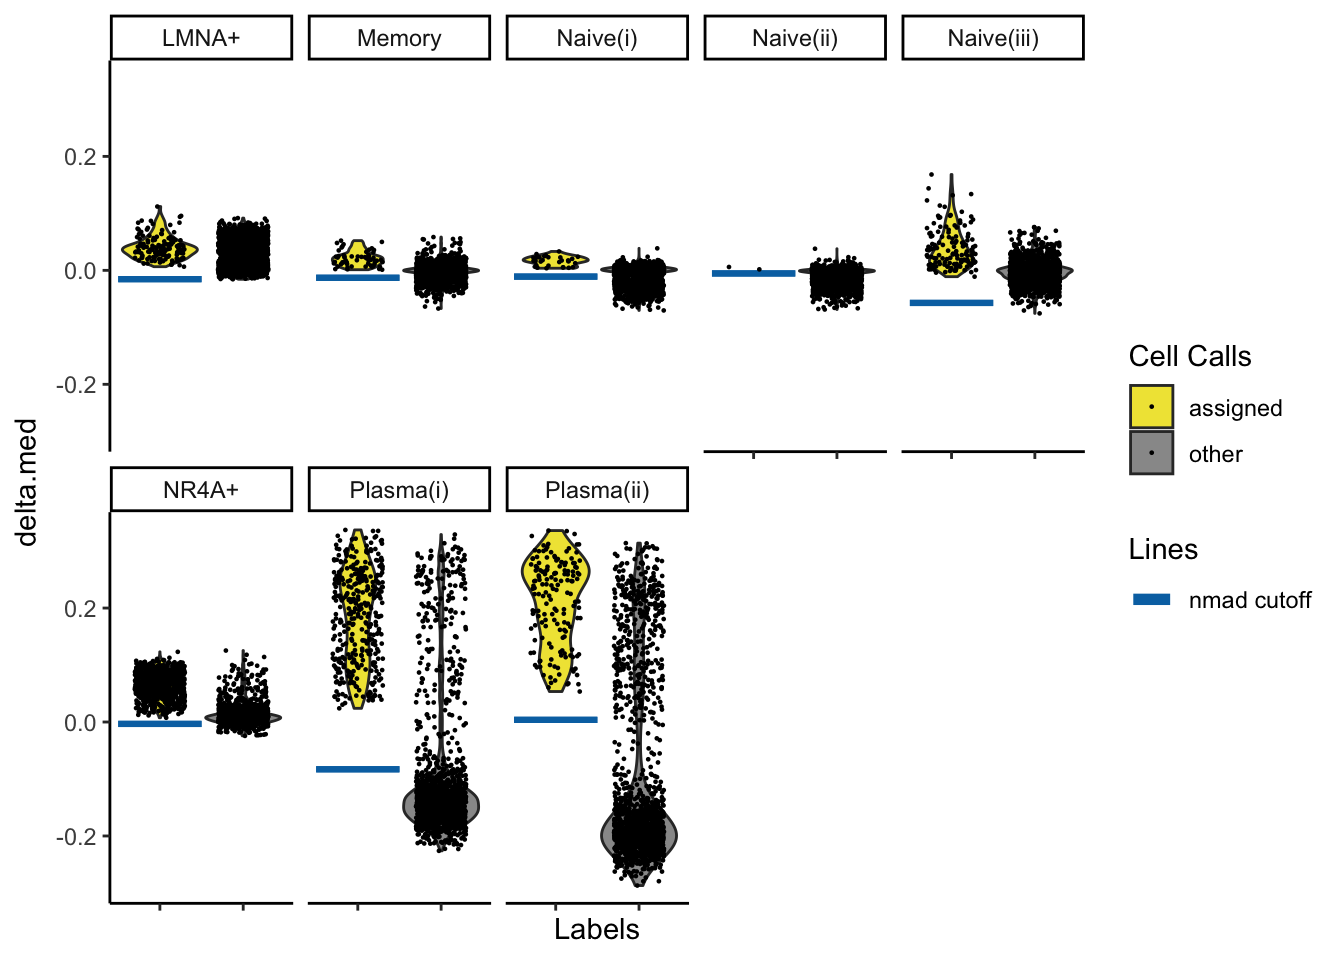 LMNA+ Memory Naive(i) Naive(ii) Naive(iii)
0.2
0.0
-0.2
NR4A+ Plasma(i) Plasma(ii)
0.2
0.0
-0.2
delta.med
Labels
Cell Calls
assigned
other
Lines
nmad cutoff